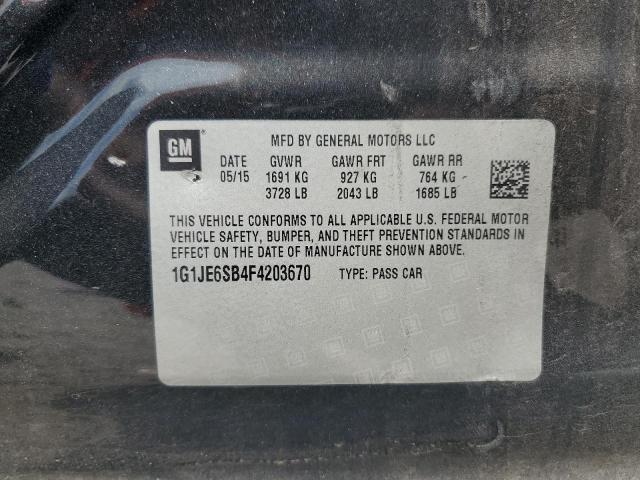 GM
MFD BY GENERAL MOTORS LLC
DATE GVWR GAWR FRT GAWR RR
05/15 1691 KG 927 KG 764 KG
3728 LB 2043 LB 1685 LB
THIS VEHICLE CONFORMS TO ALL APPLICABLE U.S. FEDERAL MOTOR
VEHICLE SAFETY, BUMPER, AND THEFT PREVENTION STANDARDS IN
EFFECT ON THE DATE OF MANUFACTURE SHOWN ABOVE.
1G1JE6SB4F4203670 TYPE: PASS CAR